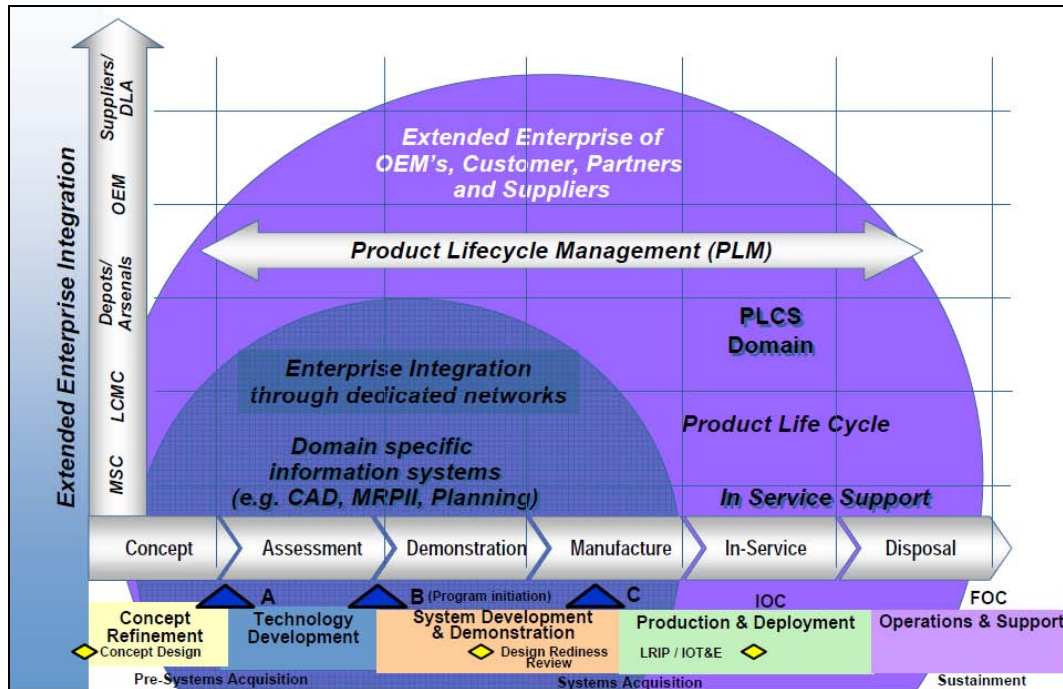 Extended Enterprise Integration
Suppliers/
DLA
OEM
Depots/
Arsenals
LCMC
MSC
Extended Enterprise of
OEM's, Customer, Partners
and Suppliers
Product Lifecycle Management (PLM)
PLCS
Domain
Enterprise Integration
through dedicated networks
Product Life Cycle
Domain specific
information systems
(e.g. CAD, MRPII, Planning)
In Service Support
Concept
Assessment
Demonstration
Manufacture
In-Service
Disposal
A
B (Program initiation)
C
IOC
FOC
Concept
Refinement
Concept Design
Technology
Development
System Development
& Demonstration
Design Rediness
Review
Production & Deployment
LRIP / IOT&E
Operations & Support
Pre-Systems Acquisition
Systems Acquisition
Sustainment